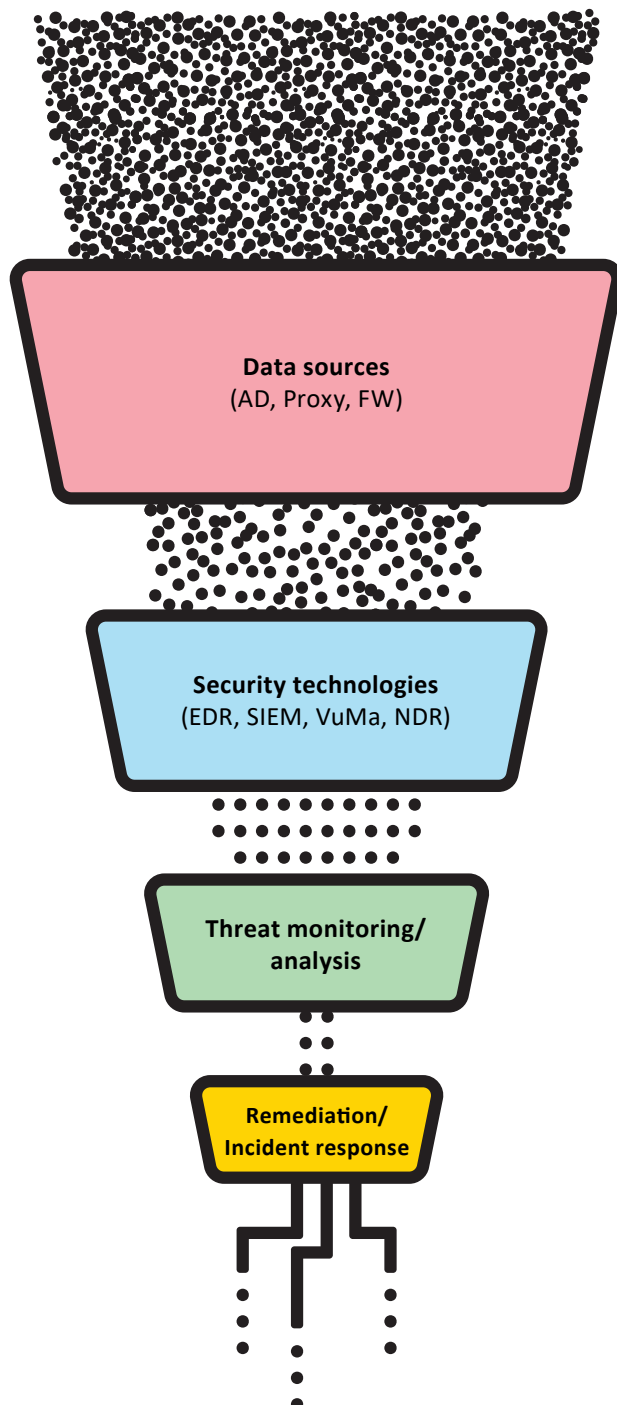 Data sources
(AD, Proxy, FW)
Security technologies
(EDR, SIEM, VuMa, NDR)
Threat monitoring/
analysis
Remediation/
Incident response